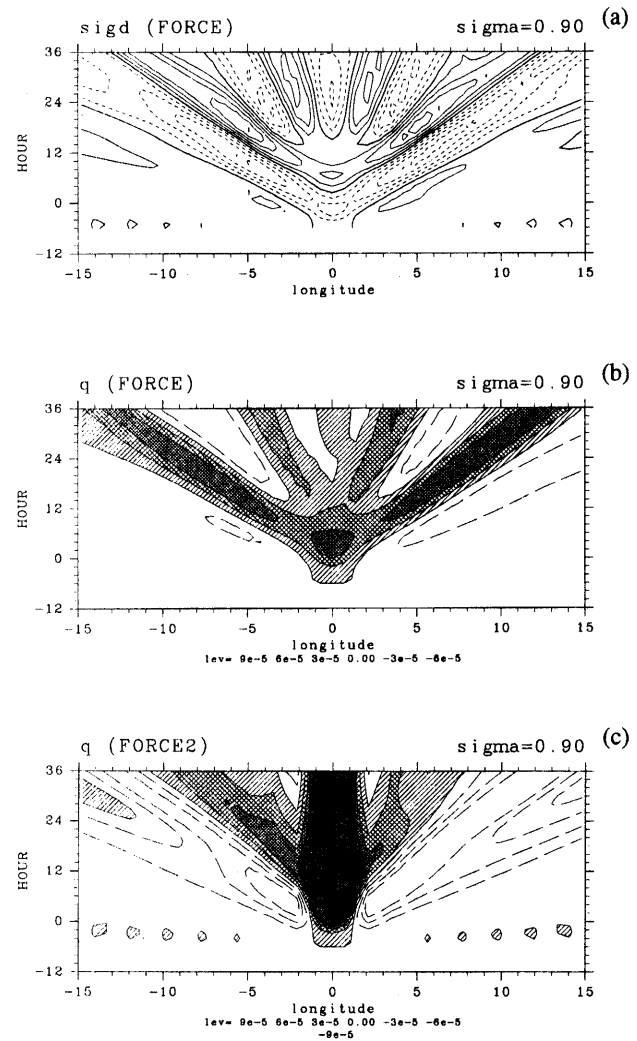 (a)
sigd (FORCE) sigma=0.90
36
24
12
0
-12
HOUR
-15 -10 -5 0 5 10 15
longitude
(b)
q (FORCE) sigma=0.90
36
24
12
0
-12
HOUR
-15 -10 -5 0 5 10 15
longitude
lev= 9e-5 6e-5 3e-5 0.00 -3e-5 -6e-5
(c)
q (FORCE2) sigma=0.90
36
24
12
0
-12
HOUR
-15 -10 -5 0 5 10 15
longitude
lev= 9e-5 6e-5 3e-5 0.00 -3e-5 -6e-5
-9e-5